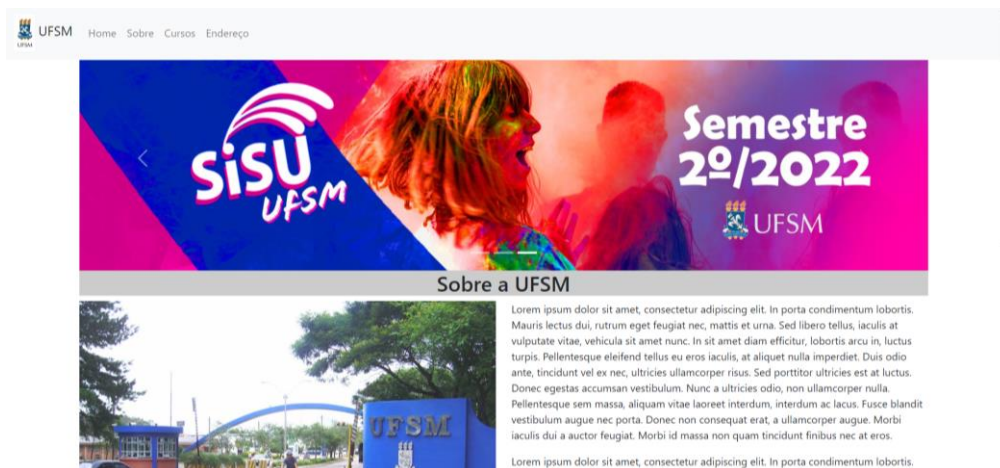 UFSM Home Sobre Cursos Endereço
UFSM
SiSU
UFSM
Semestre
2º/2022
UFSM
Sobre a UFSM
UFSM
Lorem ipsum dolor sit amet, consectetur adipiscing elit. In porta condimentum lobortis.
Mauris lectus dui, rutrum eget feugiat nec, mattis et urna. Sed libero tellus, iaculis at
vulputate vitae, vehicula sit amet nunc. In sit amet diam efficitur, lobortis arcu in, luctus
turpis. Pellentesque eleifend tellus eu eros iaculis, at aliquet nulla imperdiet. Duis odio
ante, tincidunt vel ex nec, ultricies ullamcorper risus. Sed porttitor ultricies est at luctus.
Donec egestas accumsan vestibulum. Nunc a ultricies odio, non ullamcorper nulla.
Pellentesque sem massa, aliquam vitae laoreet interdum, interdum ac lacus. Fusce blandit
vestibulum augue nec porta. Donec non consequat erat, a ullamcorper augue. Morbi
iaculis dui a auctor feugiat. Morbi id massa non quam tincidunt finibus nec at eros.
Lorem ipsum dolor sit amet, consectetur adipiscing elit. In porta condimentum lobortis.